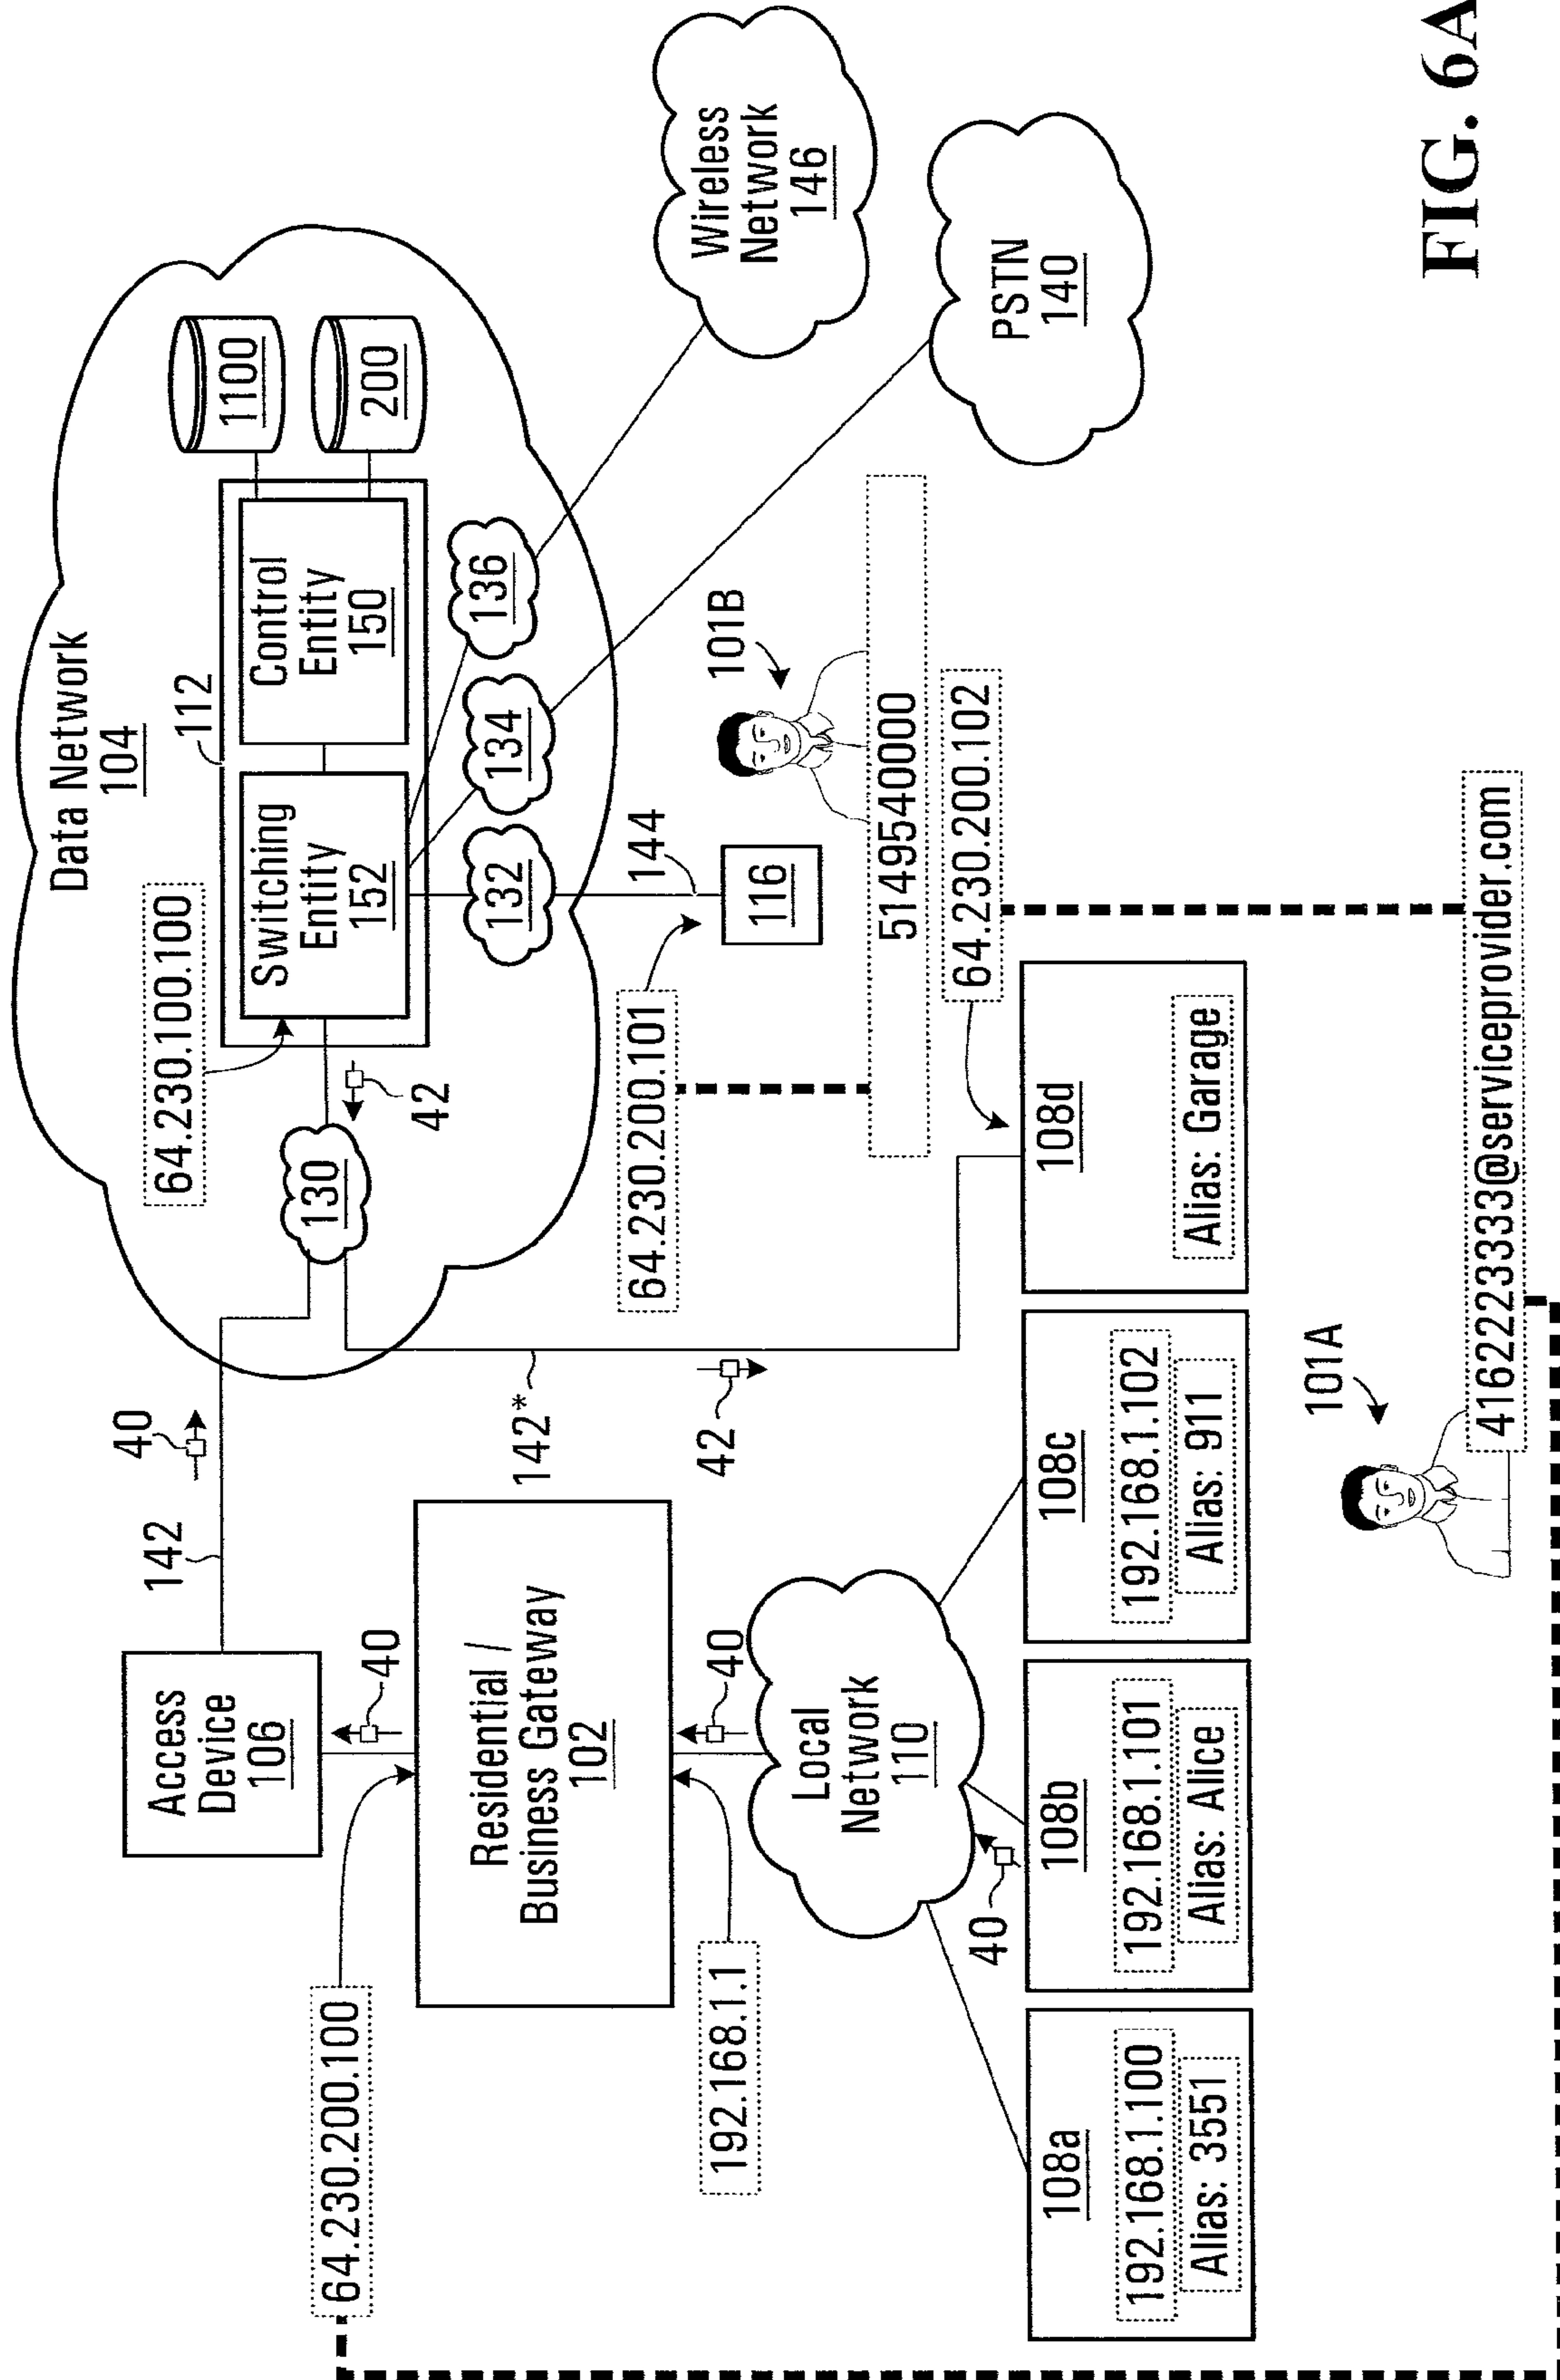 Data Network
104
112
64.230.100.100
Switching
Entity
152
Control
Entity
150
1100
200
130
42
132
134
136
144
116
64.230.200.101
101B
5149540000
64.230.200.102
Wireless
Network
146
PSTN
140
Access
Device
106
142
40
40
142*
42
64.230.200.100
Residential /
Business Gateway
102
192.168.1.1
40
Local
Network
110
40
108a
192.168.1.100
Alias: 3551
108b
192.168.1.101
Alias: Alice
108c
192.168.1.102
Alias: 911
108d
Alias: Garage
101A
4162223333@serviceprovider.com
FIG. 6A